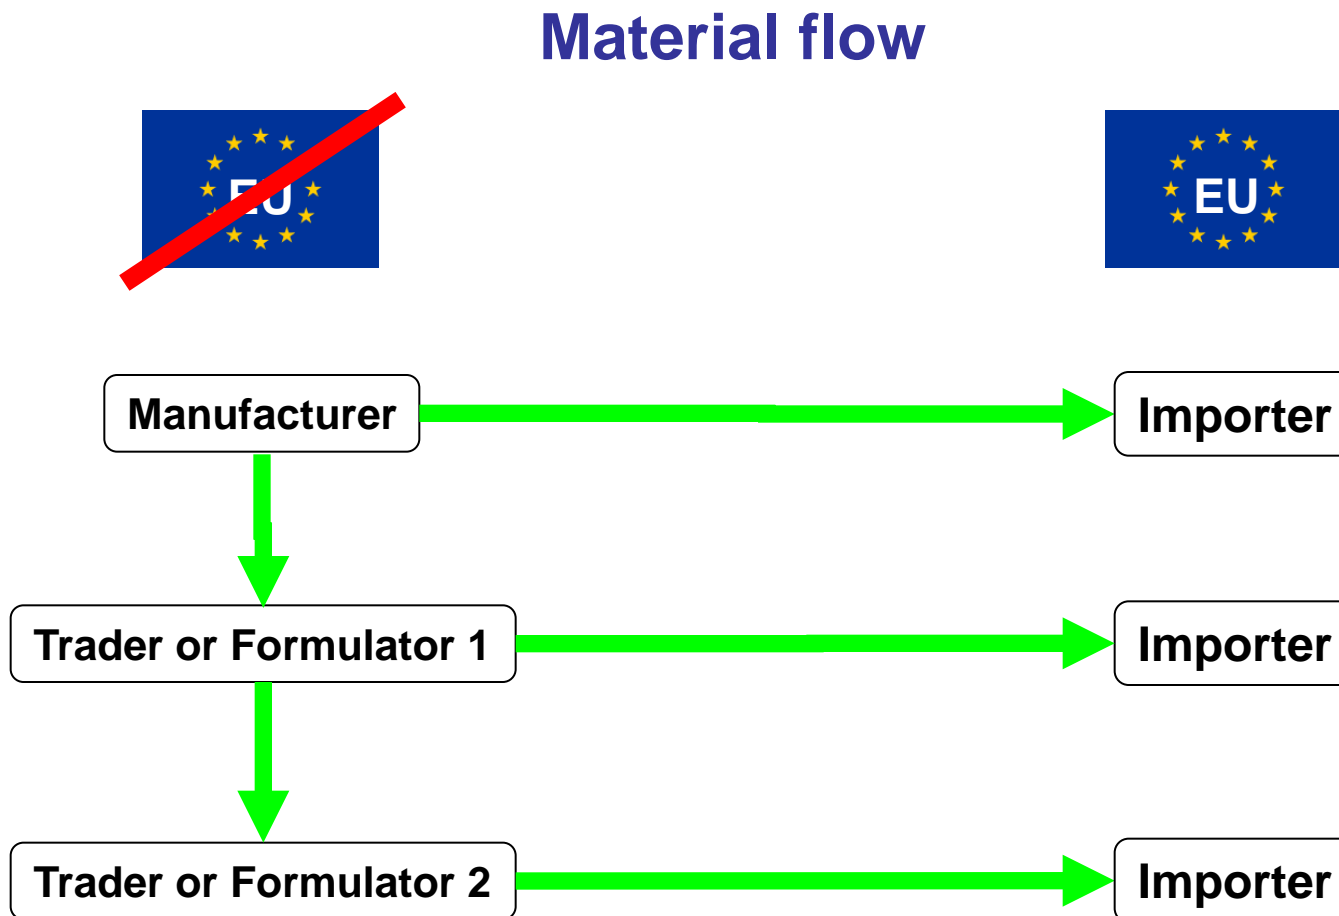 Material flow
EU
EU
Manufacturer
Importer
Trader or Formulator 1
Importer
Trader or Formulator 2
Importer